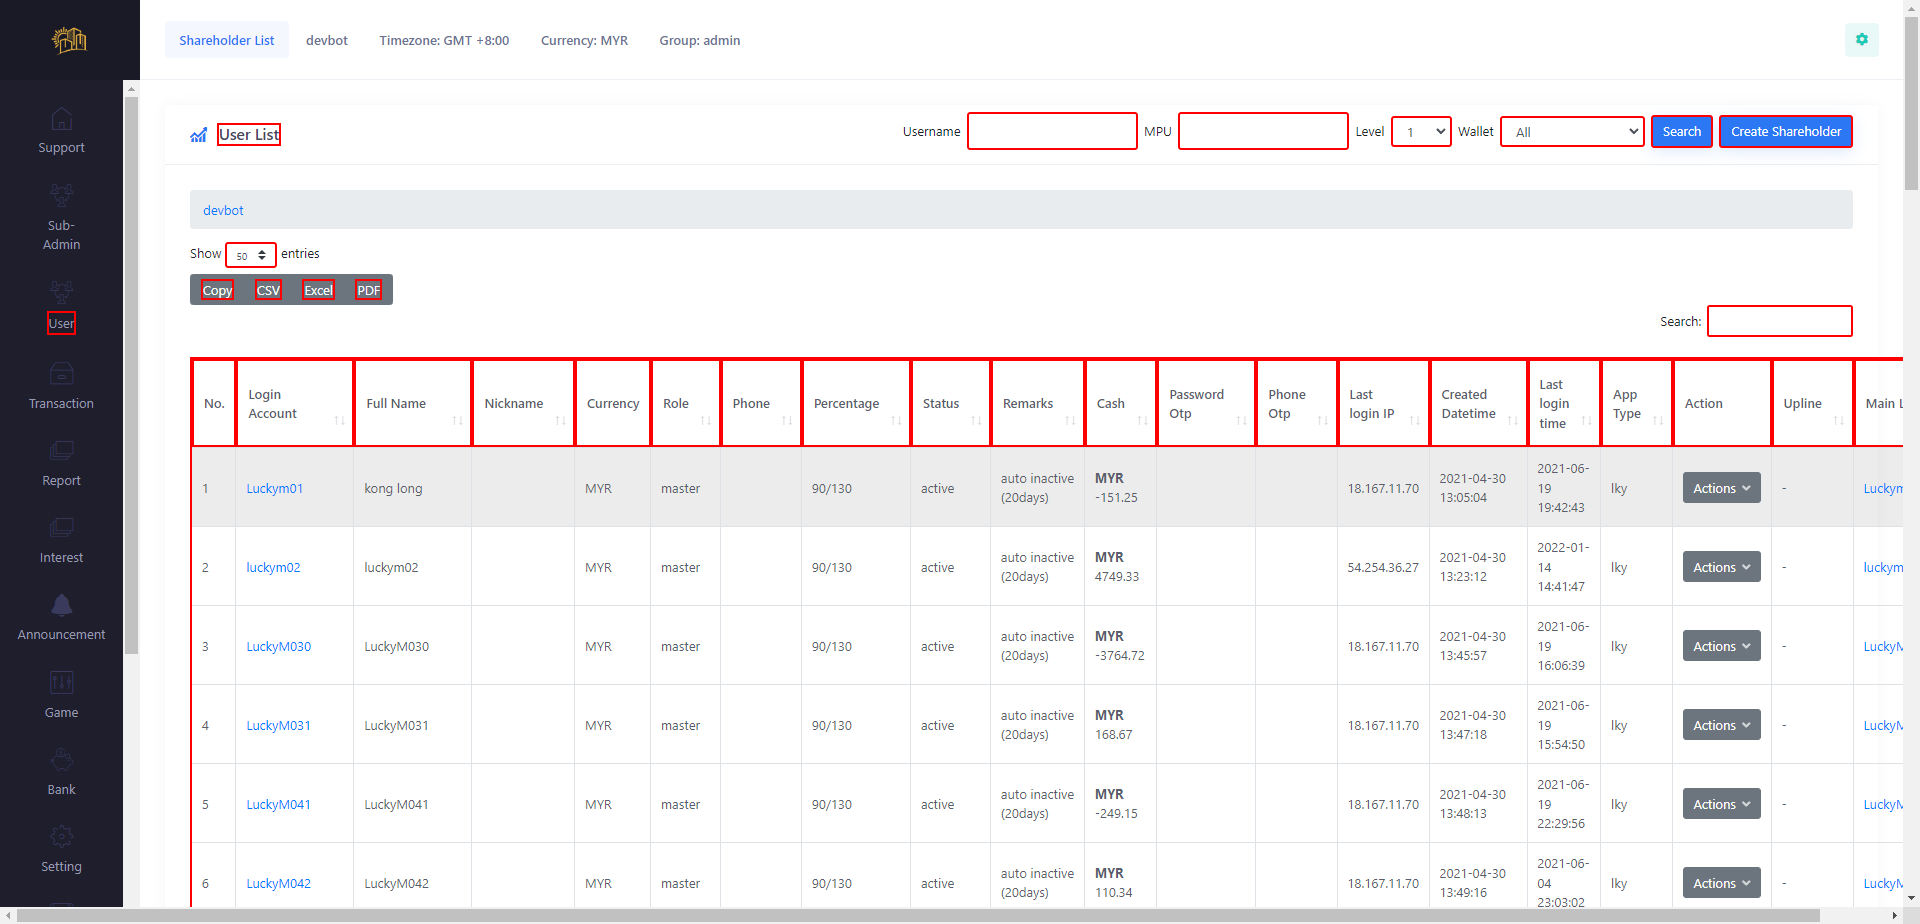 Shareholder List devbot Timezone: GMT +8:00 Currency: MYR Group: admin
Support
Sub-Admin
User
Transaction
Report
Interest
Announcement
Game
Bank
Setting
User List Username MPU Level 1 Wallet All Search Create Shareholder
devbot
Show 50 entries
Copy CSV Excel PDF
Search:
No. Login Account Full Name Nickname Currency Role Phone Percentage Status Remarks Cash Password Otp Phone Otp Last login IP Created Datetime Last login time App Type Action Upline Main L
1 Luckym01 kong long MYR master 90/130 active auto inactive (20days) MYR -151.25 18.167.11.70 2021-04-30 13:05:04 2021-06-19 19:42:43 lky Actions - Luckym
2 luckym02 luckym02 MYR master 90/130 active auto inactive (20days) MYR 4749.33 54.254.36.27 2021-04-30 13:23:12 2022-01-14 14:41:47 lky Actions - luckym
3 LuckyM030 LuckyM030 MYR master 90/130 active auto inactive (20days) MYR -3764.72 18.167.11.70 2021-04-30 13:45:57 2021-06-19 16:06:39 lky Actions - LuckyM
4 LuckyM031 LuckyM031 MYR master 90/130 active auto inactive (20days) MYR 168.67 18.167.11.70 2021-04-30 13:47:18 2021-06-19 15:54:50 lky Actions - LuckyM
5 LuckyM041 LuckyM041 MYR master 90/130 active auto inactive (20days) MYR -249.15 18.167.11.70 2021-04-30 13:48:13 2021-06-19 22:29:56 lky Actions - LuckyM
6 LuckyM042 LuckyM042 MYR master 90/130 active auto inactive (20days) MYR 110.34 18.167.11.70 2021-04-30 13:49:16 2021-06-04 23:03:02 lky Actions - LuckyM